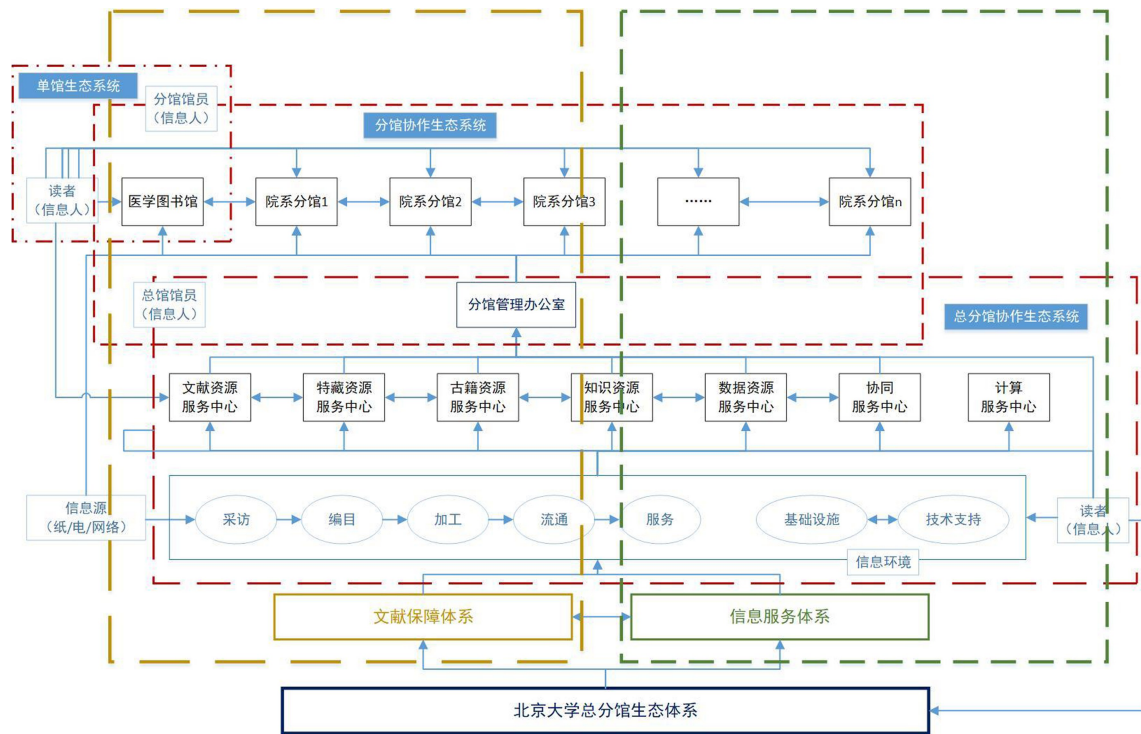 单馆生态系统
分馆馆员
（信息人）
分馆协作生态系统
读者
（信息人）
医学图书馆
院系分馆1
院系分馆2
院系分馆3
……
院系分馆n
总馆馆员
（信息人）
分馆管理办公室
总分馆协作生态系统
文献资源
服务中心
特藏资源
服务中心
古籍资源
服务中心
知识资源
服务中心
数据资源
服务中心
协同
服务中心
计算
服务中心
信息源
（纸/电/网络）
采访
编目
加工
流通
服务
基础设施
技术支持
读者
（信息人）
信息环境
文献保障体系
信息服务体系
北京大学总分馆生态体系